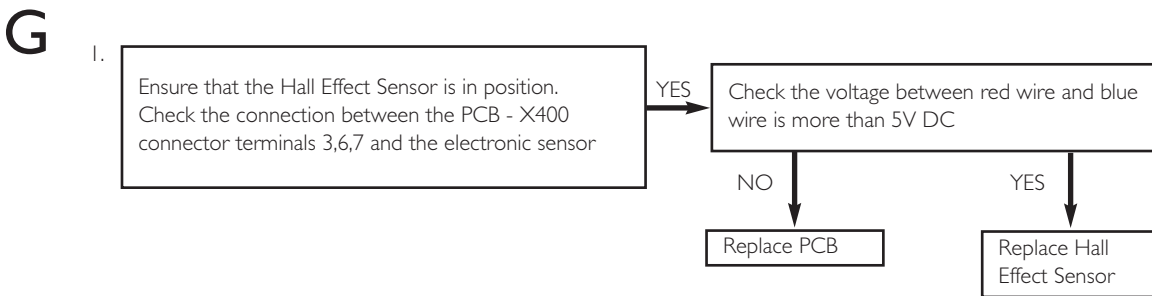 G
1.
Ensure that the Hall Effect Sensor is in position.
Check the connection between the PCB - X400
connector terminals 3,6,7 and the electronic sensor
YES
Check the voltage between red wire and blue
wire is more than 5V DC
NO
YES
Replace PCB
Replace Hall
Effect Sensor